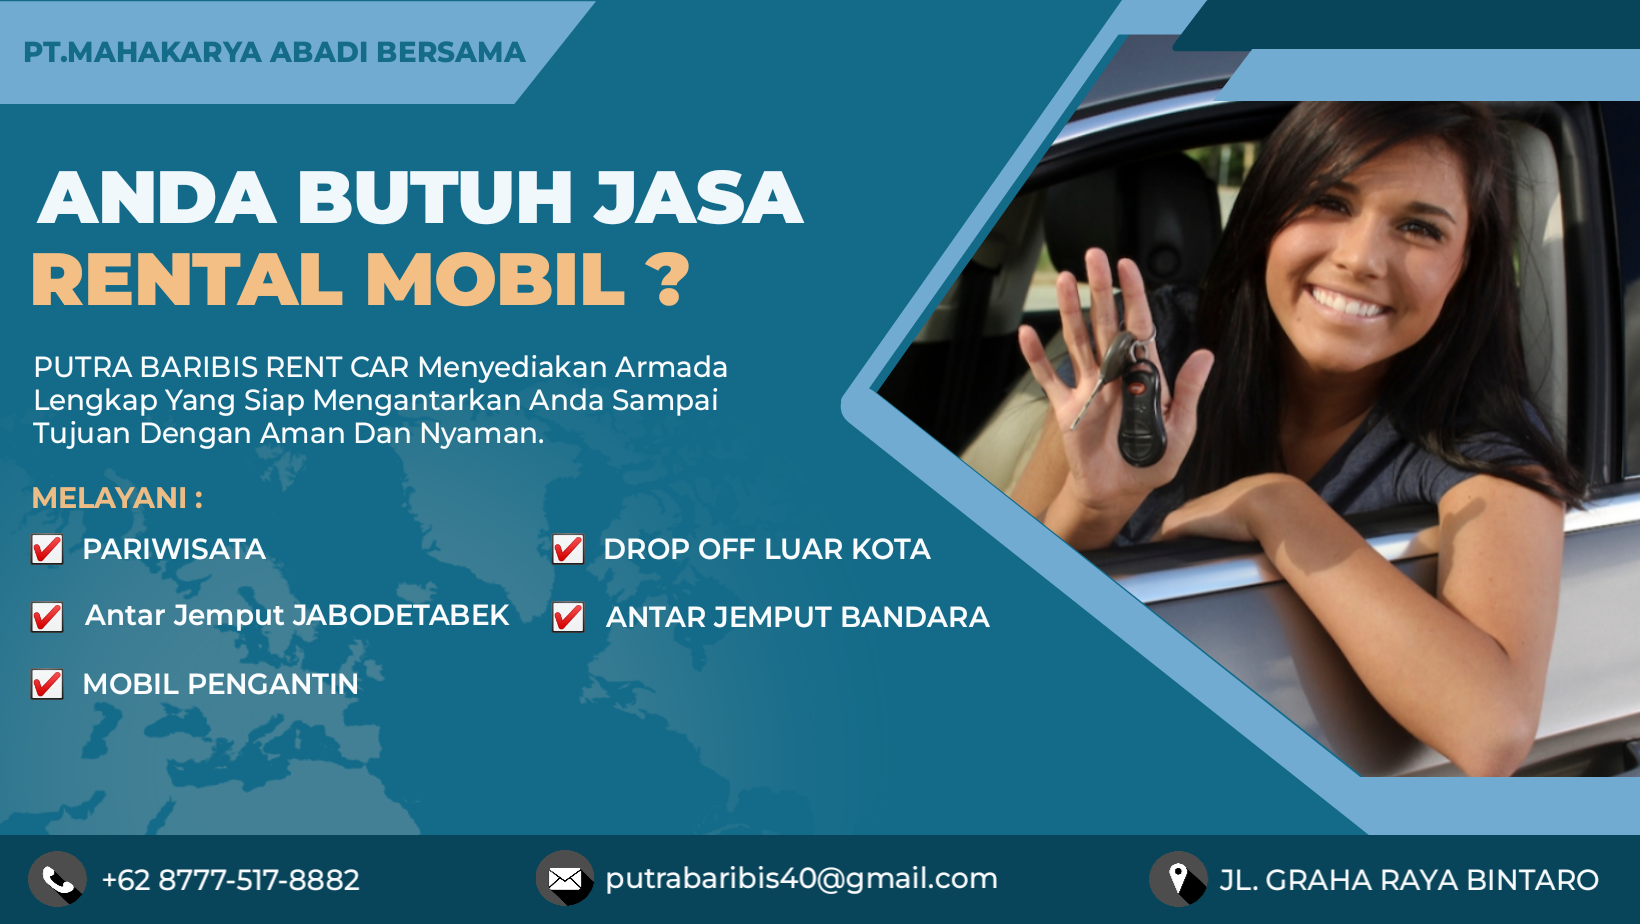 PT.MAHAKARYA ABADI BERSAMA
ANDA BUTUH JASA
RENTAL MOBIL ?
PUTRA BARIBIS RENT CAR Menyediakan Armada
Lengkap Yang Siap Mengantarkan Anda Sampai
Tujuan Dengan Aman Dan Nyaman.
MELAYANI :
PARIWISATA
DROP OFF LUAR KOTA
Antar Jemput JABODETABEK
ANTAR JEMPUT BANDARA
MOBIL PENGANTIN
+62 8777-517-8882
putrabaribis40@gmail.com
JL. GRAHA RAYA BINTARO